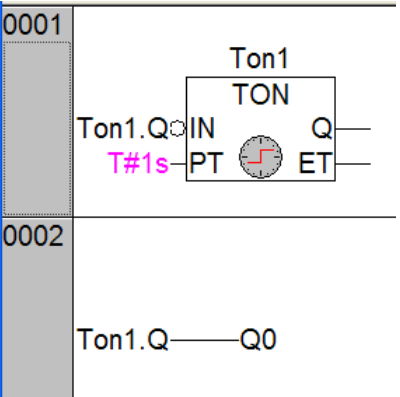 0001
Ton1
TON
Ton1.Q IN Q
T#1s PT ET
0002
Ton1.Q Q0